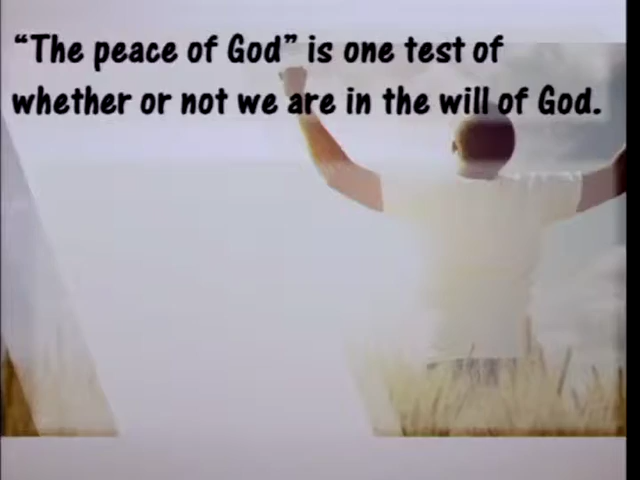 “The peace of God” is one test of
whether or not we are in the will of God.